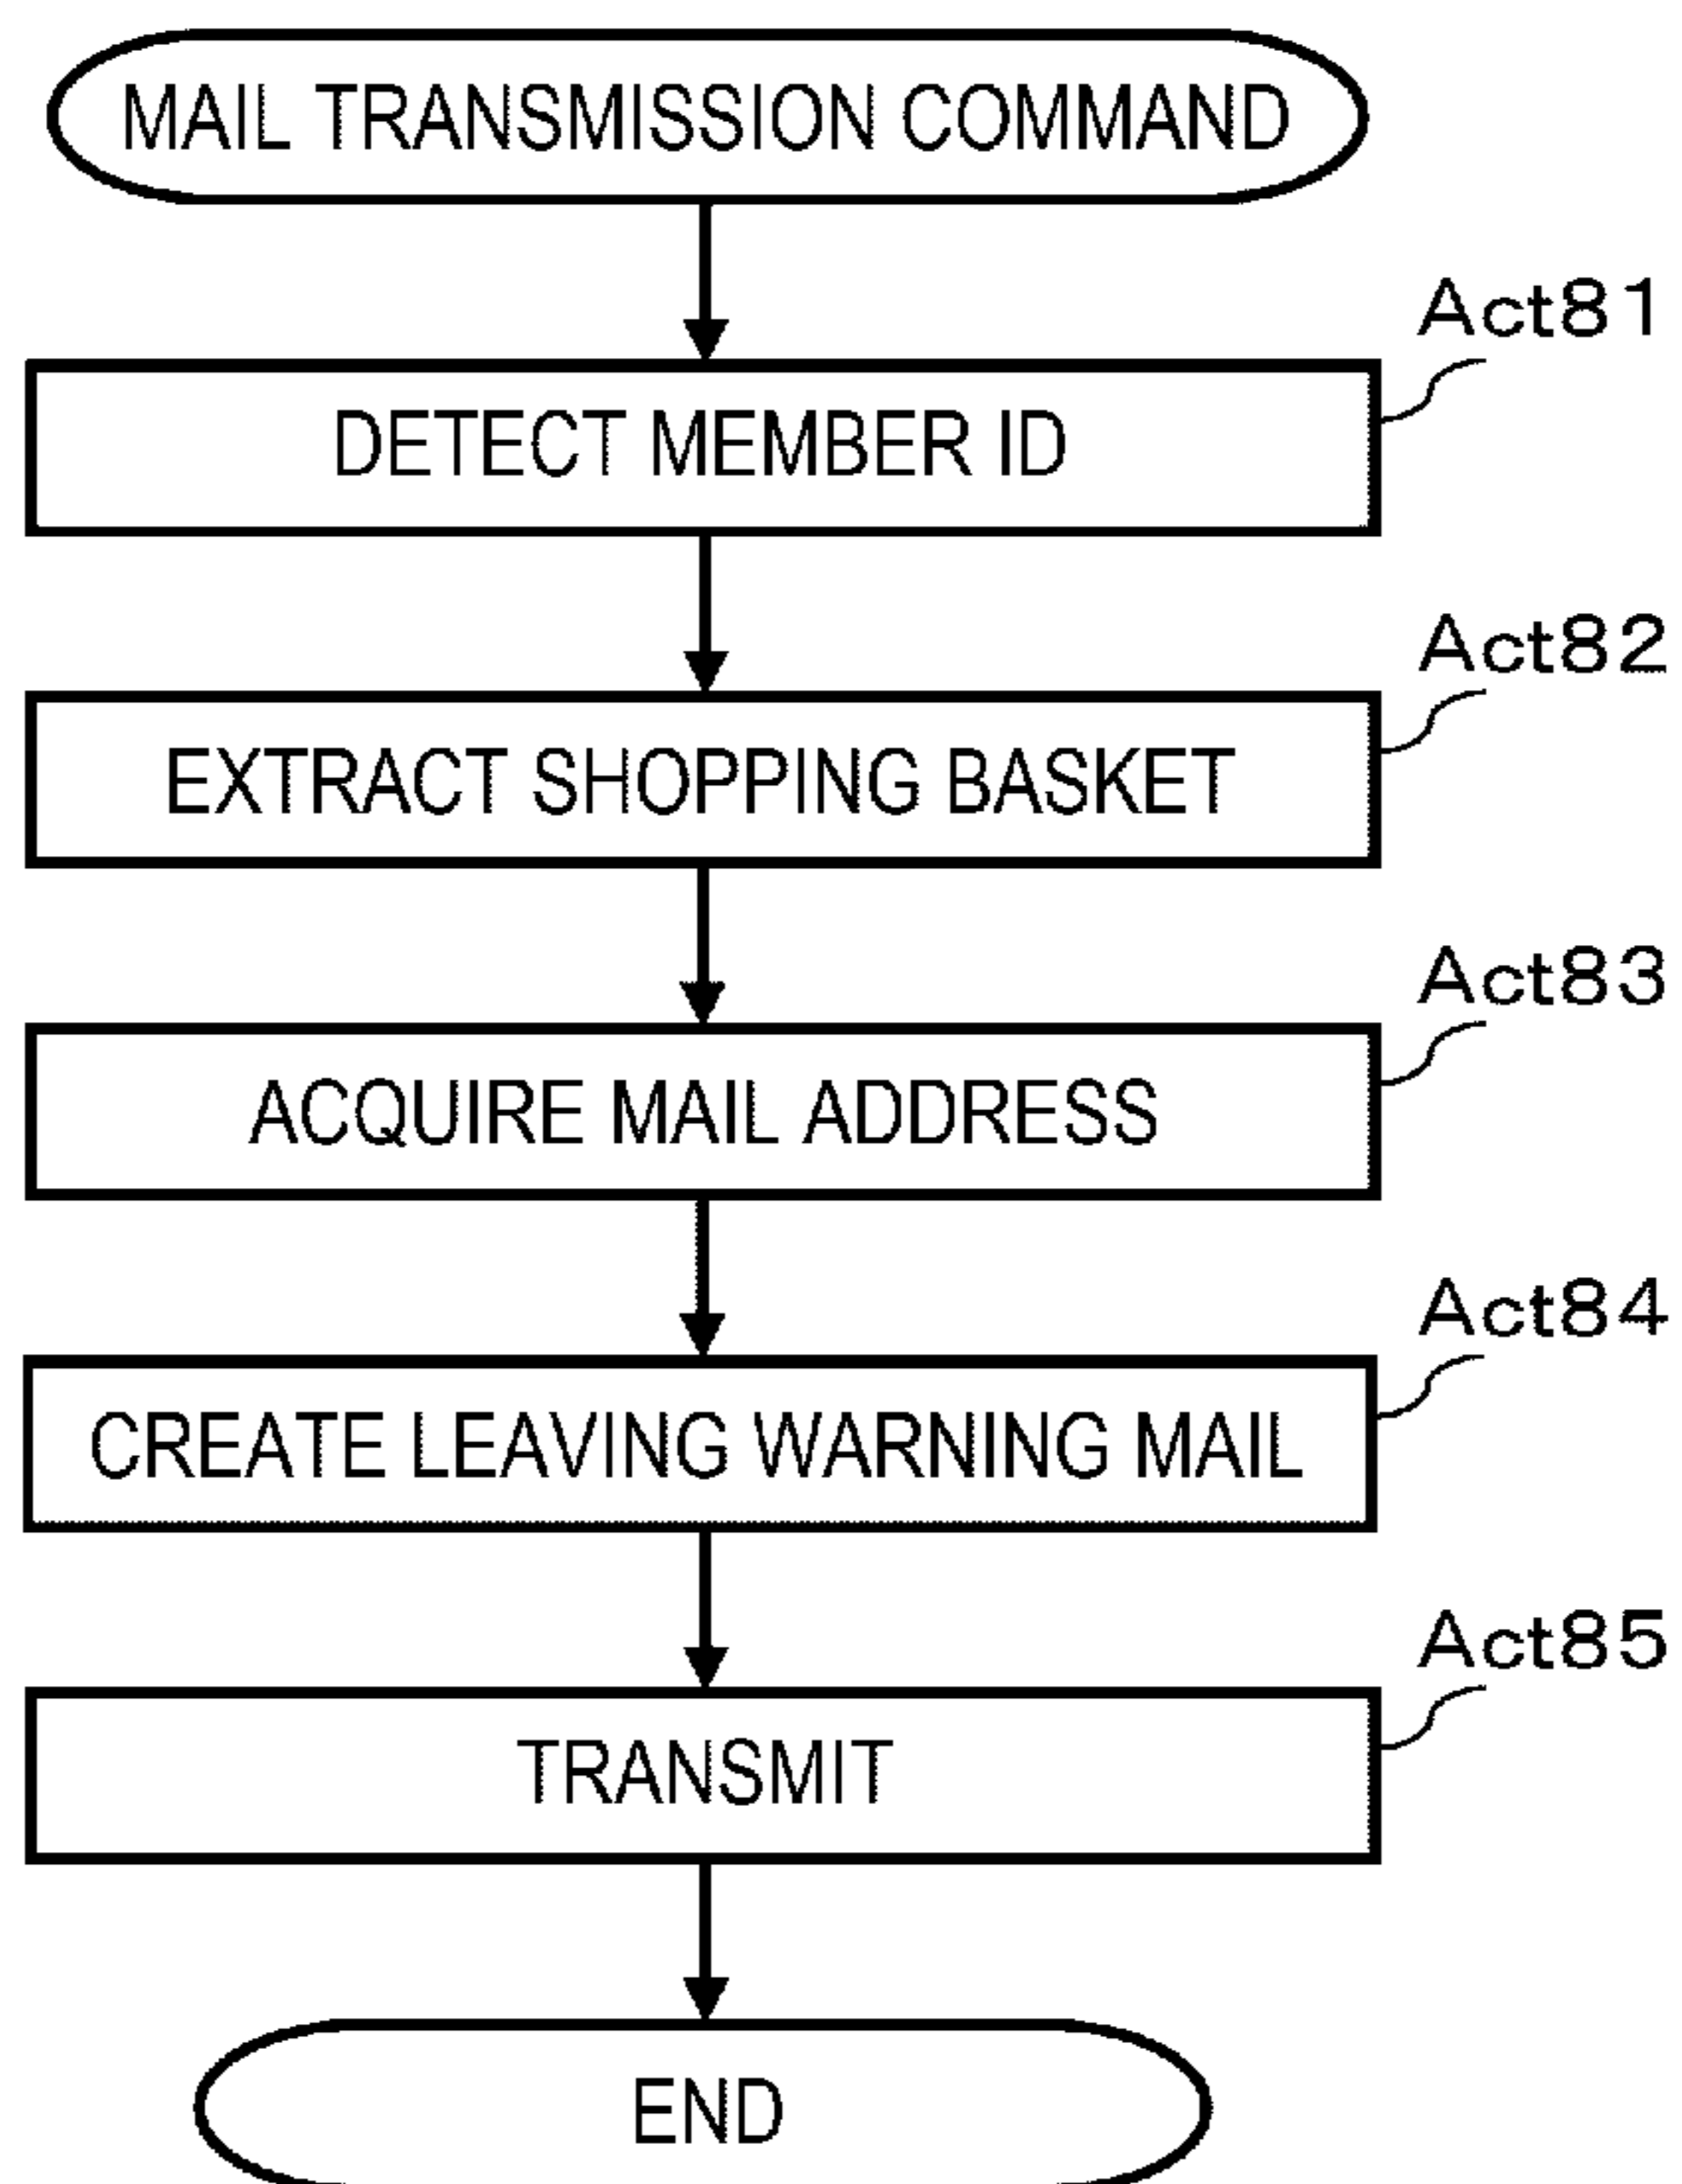 MAIL TRANSMISSION COMMAND
Act81
DETECT MEMBER ID
Act82
EXTRACT SHOPPING BASKET
Act83
ACQUIRE MAIL ADDRESS
Act84
CREATE LEAVING WARNING MAIL
Act85
TRANSMIT
END